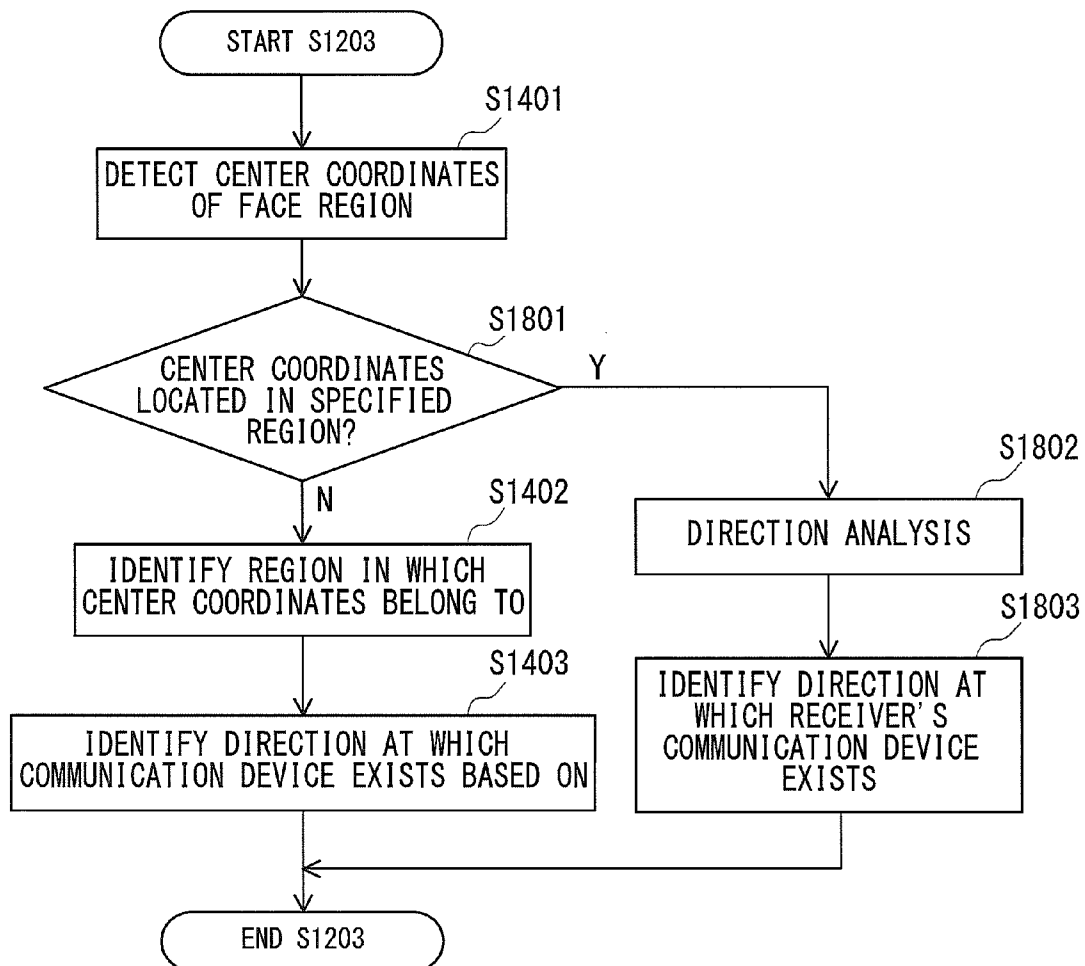 START S1203
S1401
DETECT CENTER COORDINATES
OF FACE REGION
S1801
CENTER COORDINATES
LOCATED IN SPECIFIED
REGION?
Y
N
S1402
IDENTIFY REGION IN WHICH
CENTER COORDINATES BELONG TO
S1403
IDENTIFY DIRECTION AT WHICH
COMMUNICATION DEVICE EXISTS BASED ON
S1802
DIRECTION ANALYSIS
S1803
IDENTIFY DIRECTION AT
WHICH RECEIVER'S
COMMUNICATION DEVICE
EXISTS
END S1203